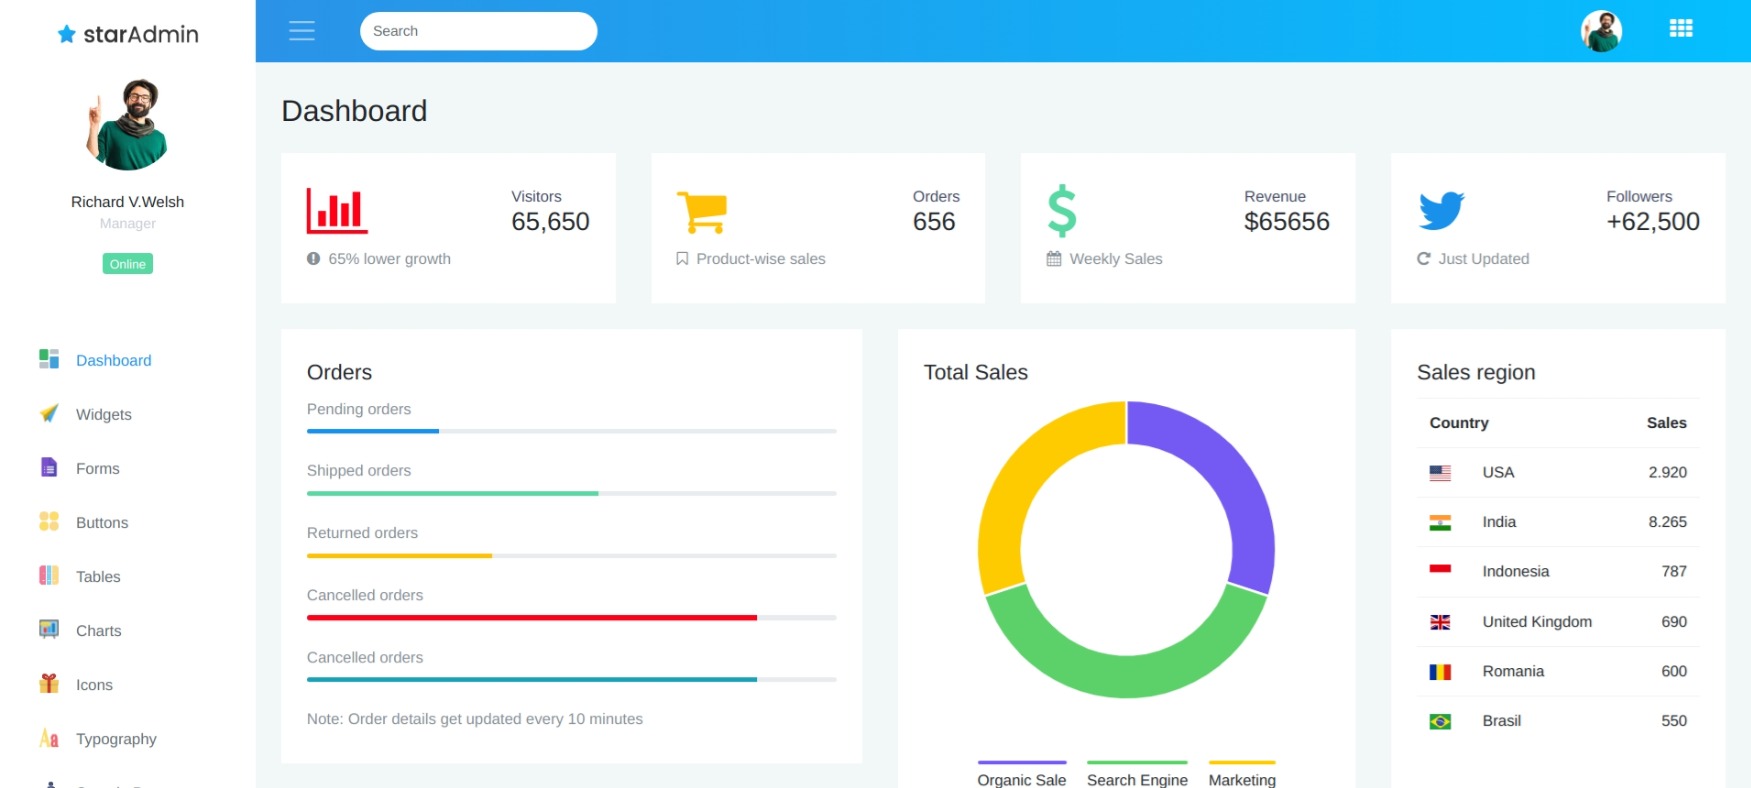 starAdmin
Search
Richard V.Welsh
Manager
Online
Dashboard
Widgets
Forms
Buttons
Tables
Charts
Icons
Typography
Dashboard
Visitors
65,650
65% lower growth
Orders
656
Product-wise sales
Revenue
$65656
Weekly Sales
Followers
+62,500
Just Updated
Orders
Pending orders
Shipped orders
Returned orders
Cancelled orders
Cancelled orders
Note: Order details get updated every 10 minutes
Total Sales
Organic Sale Search Engine Marketing
Sales region
Country Sales
USA 2.920
India 8.265
Indonesia 787
United Kingdom 690
Romania 600
Brasil 550